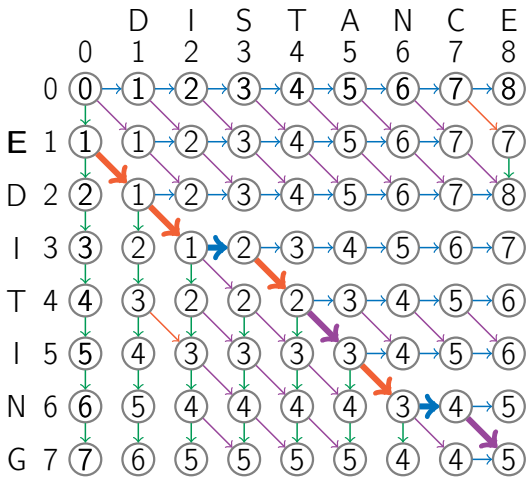 D I S T A N C E
0 1 2 3 4 5 6 7 8
0 0 1 2 3 4 5 6 7 8
E 1 1 1 2 3 4 5 6 7 7
D 2 2 1 2 3 4 5 6 7 8
I 3 3 2 1 2 3 4 5 6 7
T 4 4 3 2 2 2 3 4 5 6
I 5 5 4 3 3 3 3 4 5 6
N 6 6 5 4 4 4 4 3 4 5
G 7 7 6 5 5 5 5 4 4 5